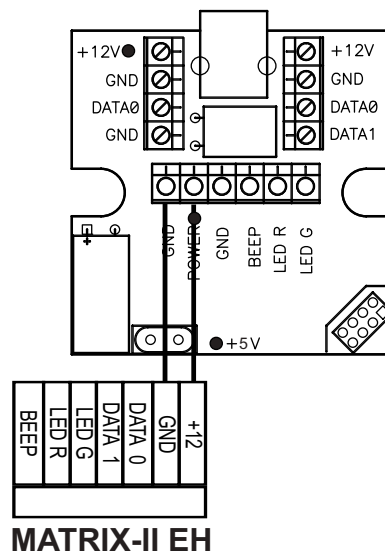 +12V
GND
DATA0
GND
+12V
GND
DATA0
DATA1
GND
POWER
GND
BEEP
LED R
LED G
+
+5V
BEEP
LED R
LED G
DATA 1
DATA 0
GND
+12
MATRIX-II EH